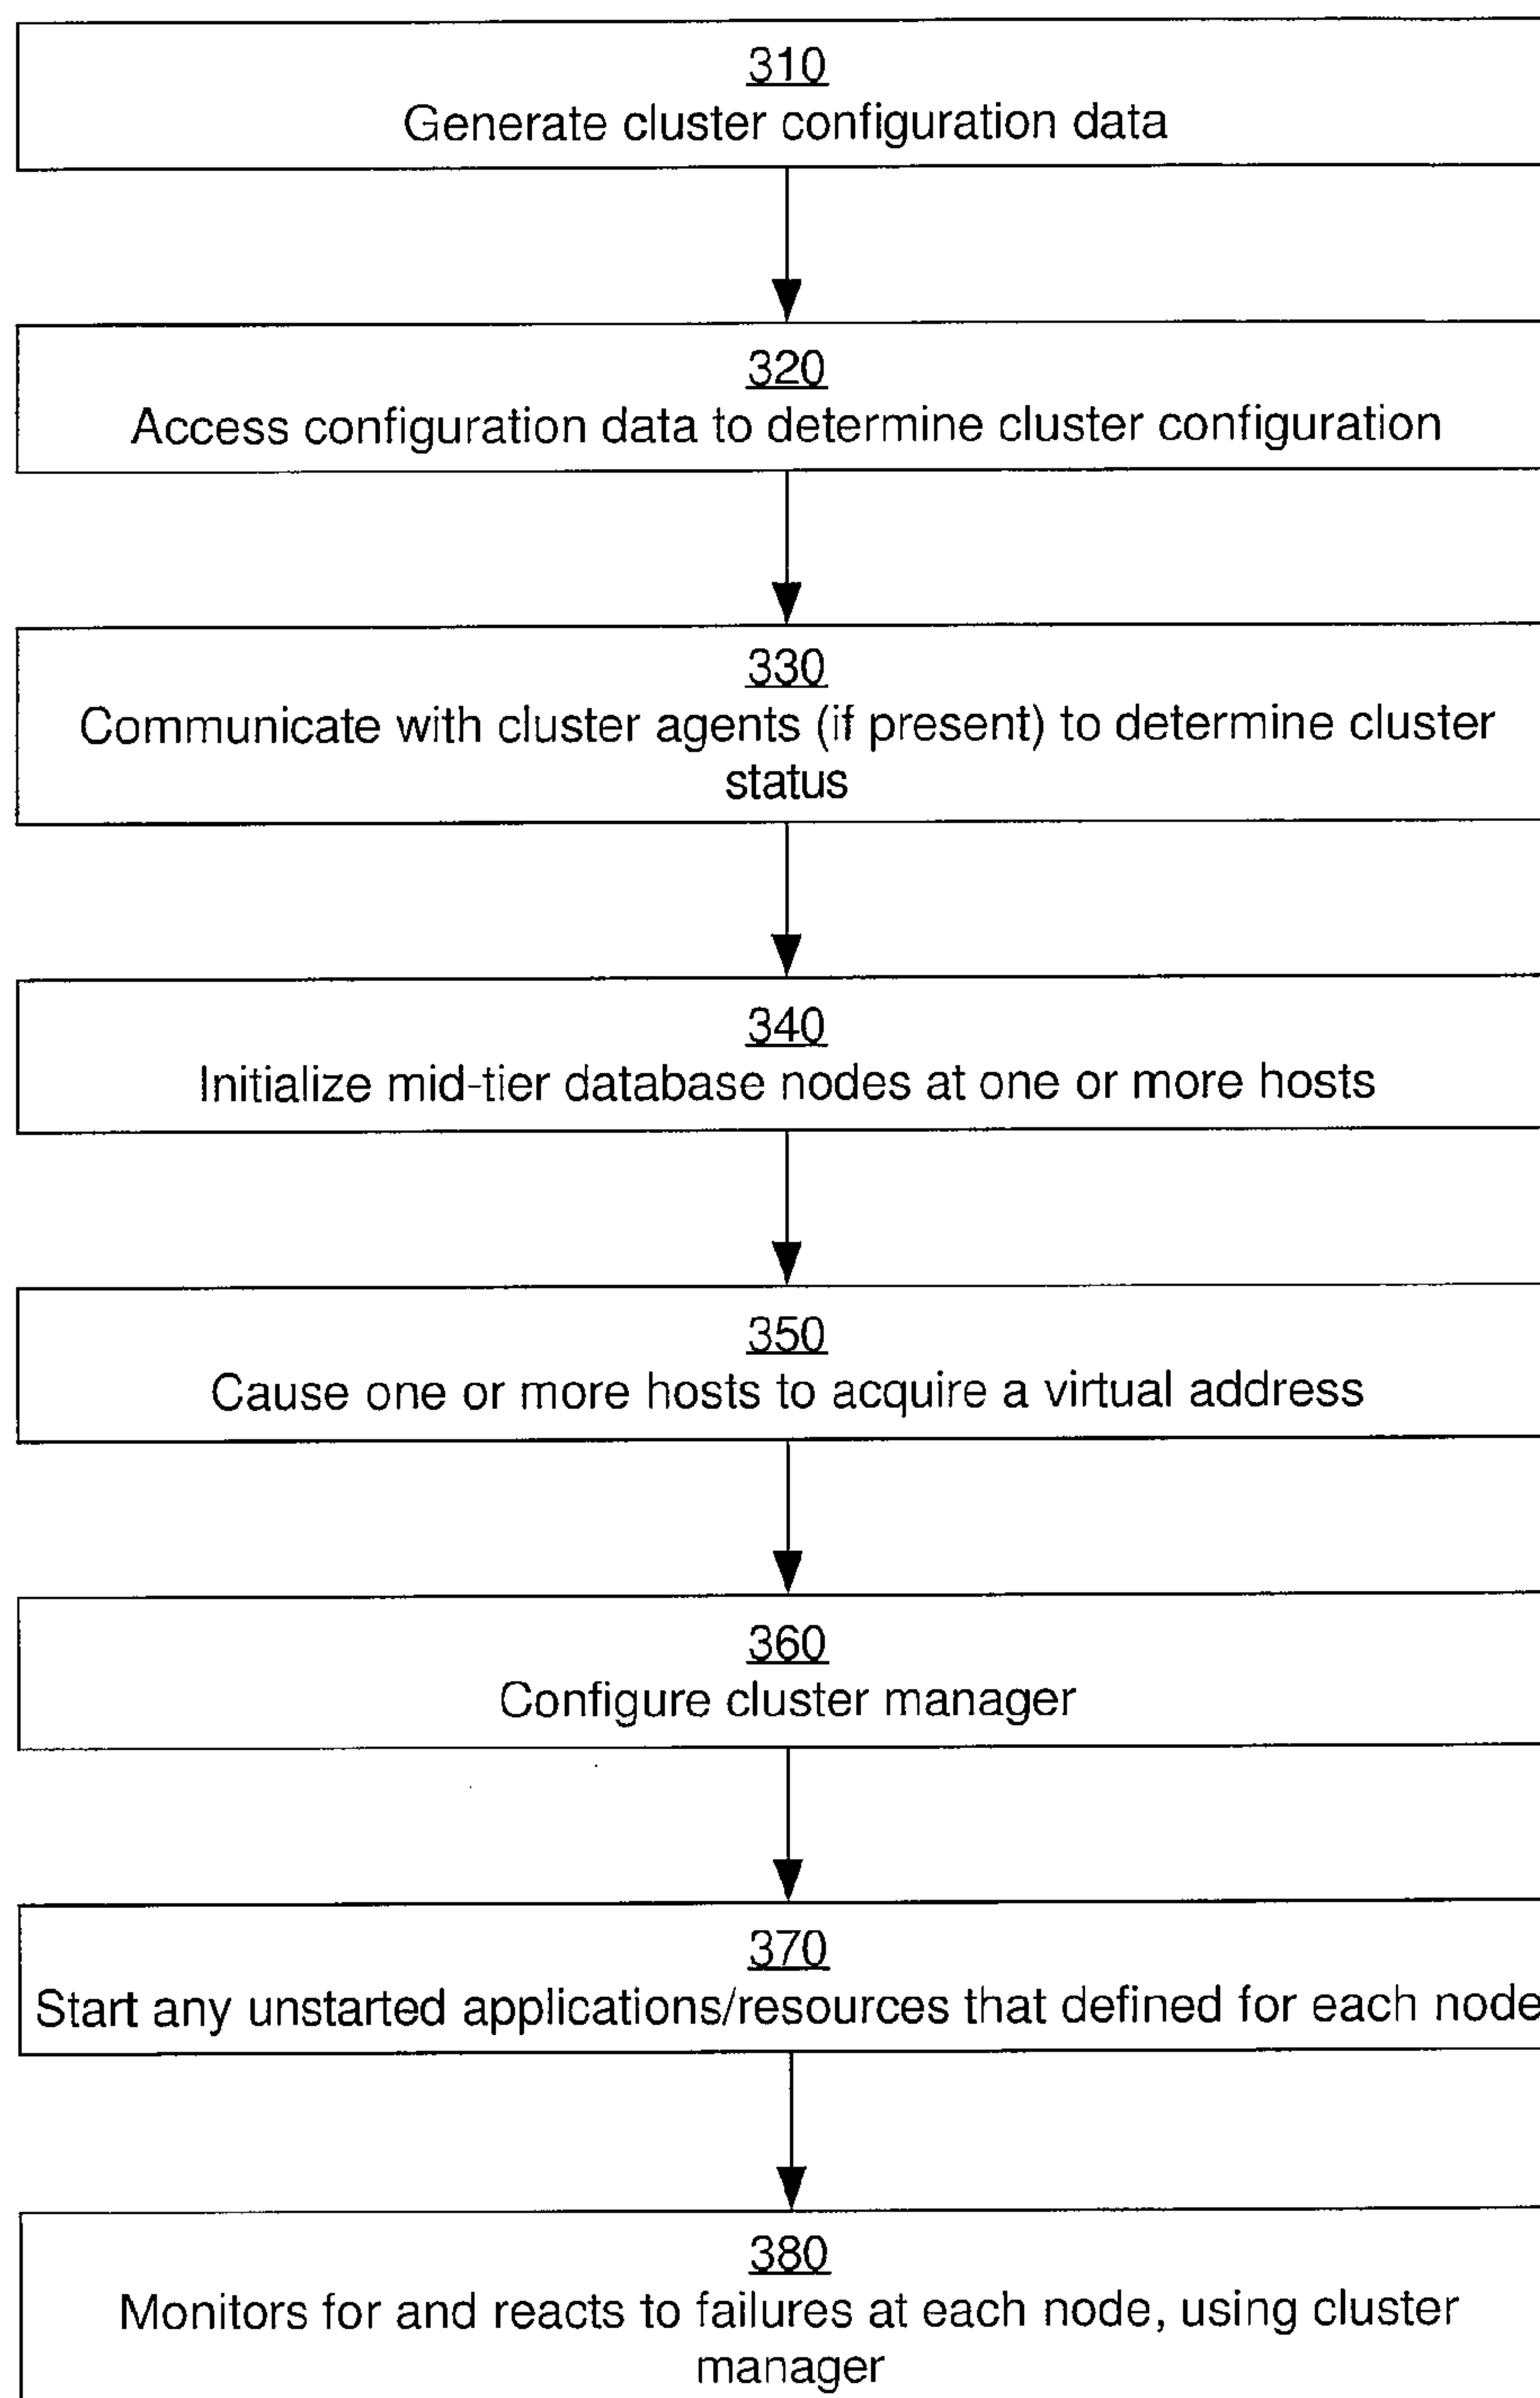 310
Generate cluster configuration data
320
Access configuration data to determine cluster configuration
330
Communicate with cluster agents (if present) to determine cluster
status
340
Initialize mid-tier database nodes at one or more hosts
350
Cause one or more hosts to acquire a virtual address
360
Configure cluster manager
370
Start any unstarted applications/resources that defined for each node
380
Monitors for and reacts to failures at each node, using cluster
manager